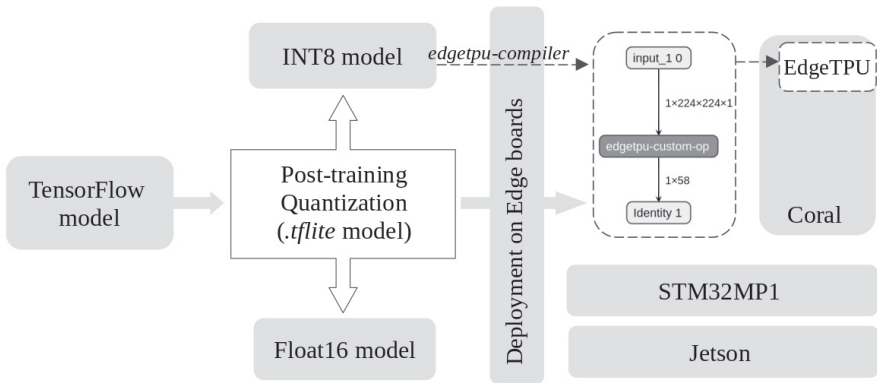 INT8 model
edgetpu-compiler
input_1 0
EdgeTPU
1×224×224×1
edgetpu-custom-op
1×58
Identity 1
Coral
TensorFlow
model
Post-training
Quantization
(.tflite model)
Deployment on Edge boards
Float16 model
STM32MP1
Jetson